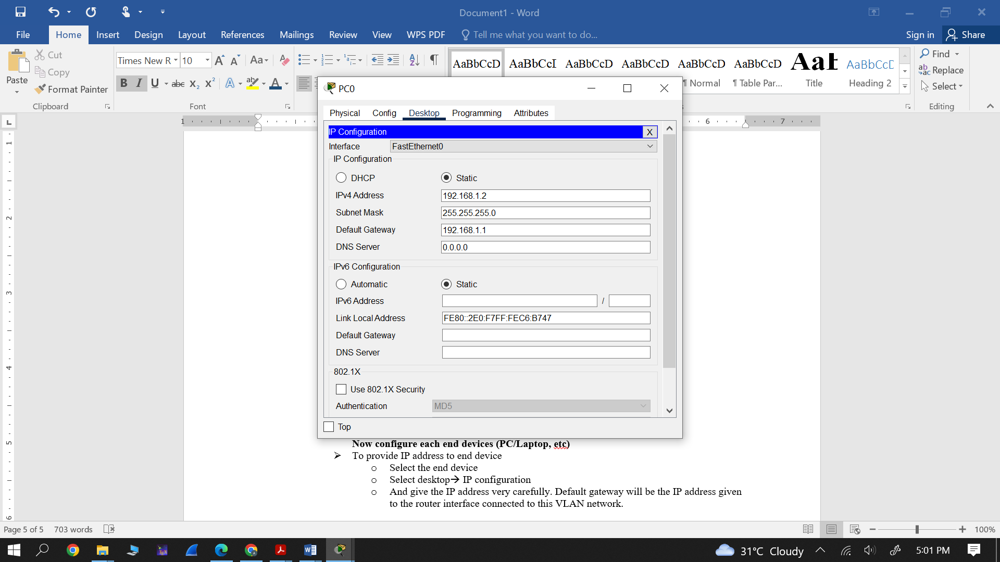 Document1 - Word
File Home Insert Design Layout References Mailings Review View WPS PDF Tell me what you want to do... Sign in Share
Paste
Cut
Copy
Format Painter
Clipboard
Times New R 10
Font
AaBbCcD AaBbCcI AaBbCcD AaBbCcD AaBbCcD AaBbCcD AaB AaBbCcD
¶ Normal ¶ Table Par... Title Heading 2
Find
Replace
Select
Editing
PC0
Physical Config Desktop Programming Attributes
IP Configuration X
Interface FastEthernet0
IP Configuration
DHCP Static
IPv4 Address 192.168.1.2
Subnet Mask 255.255.255.0
Default Gateway 192.168.1.1
DNS Server 0.0.0.0
IPv6 Configuration
Automatic Static
IPv6 Address /
Link Local Address FE80::2E0:F7FF:FEC6:B747
Default Gateway
DNS Server
802.1X
Use 802.1X Security
Authentication MD5
Top
Now configure each end devices (PC/Laptop, etc)
➢ To provide IP address to end device
o Select the end device
o Select desktop→ IP configuration
o And give the IP address very carefully. Default gateway will be the IP address given
to the router interface connected to this VLAN network.
Page 5 of 5 703 words 100%
31°C Cloudy 5:01 PM